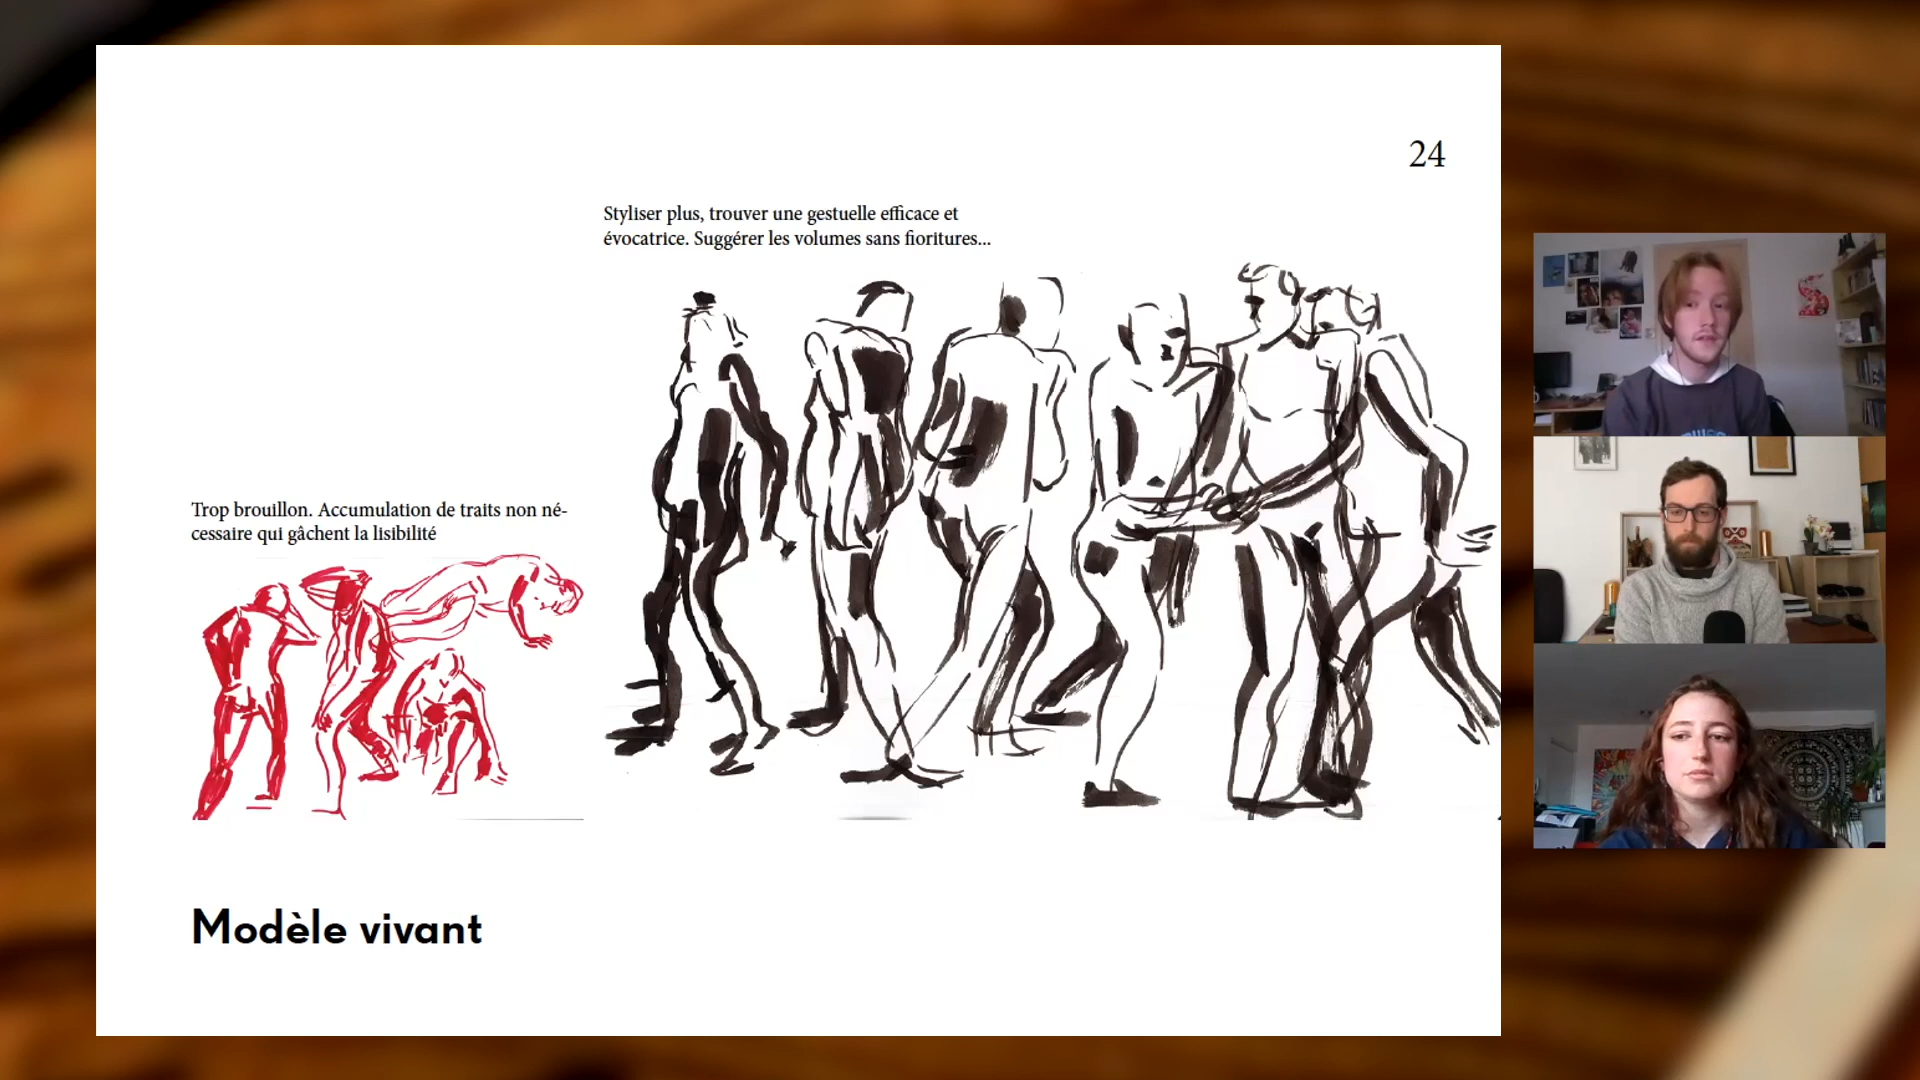 24
Styliser plus, trouver une gestuelle efficace et
évocatrice. Suggérer les volumes sans fioritures...
Trop brouillon. Accumulation de traits non né-
cessaire qui gâchent la lisibilité
Modèle vivant